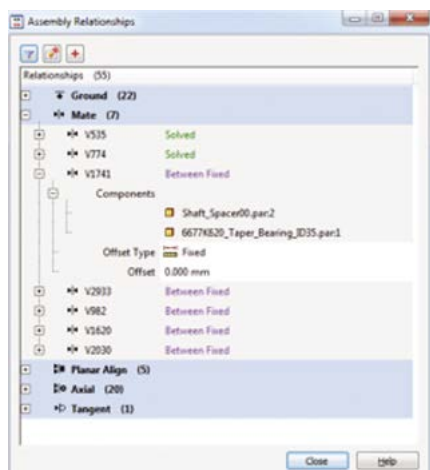 Assembly Relationships
Relationships (55)
Ground (22)
Mate (7)
V535 Solved
V774 Solved
V1741 Between Fixed
Components
Shaft_Spacer00.par:2
6677K620_Taper_Bearing_ID35.par:1
Offset Type Fixed
Offset 0.000 mm
V2933 Between Fixed
V982 Between Fixed
V1620 Between Fixed
V2030 Between Fixed
Planar Align (5)
Axial (20)
Tangent (1)
Close Help